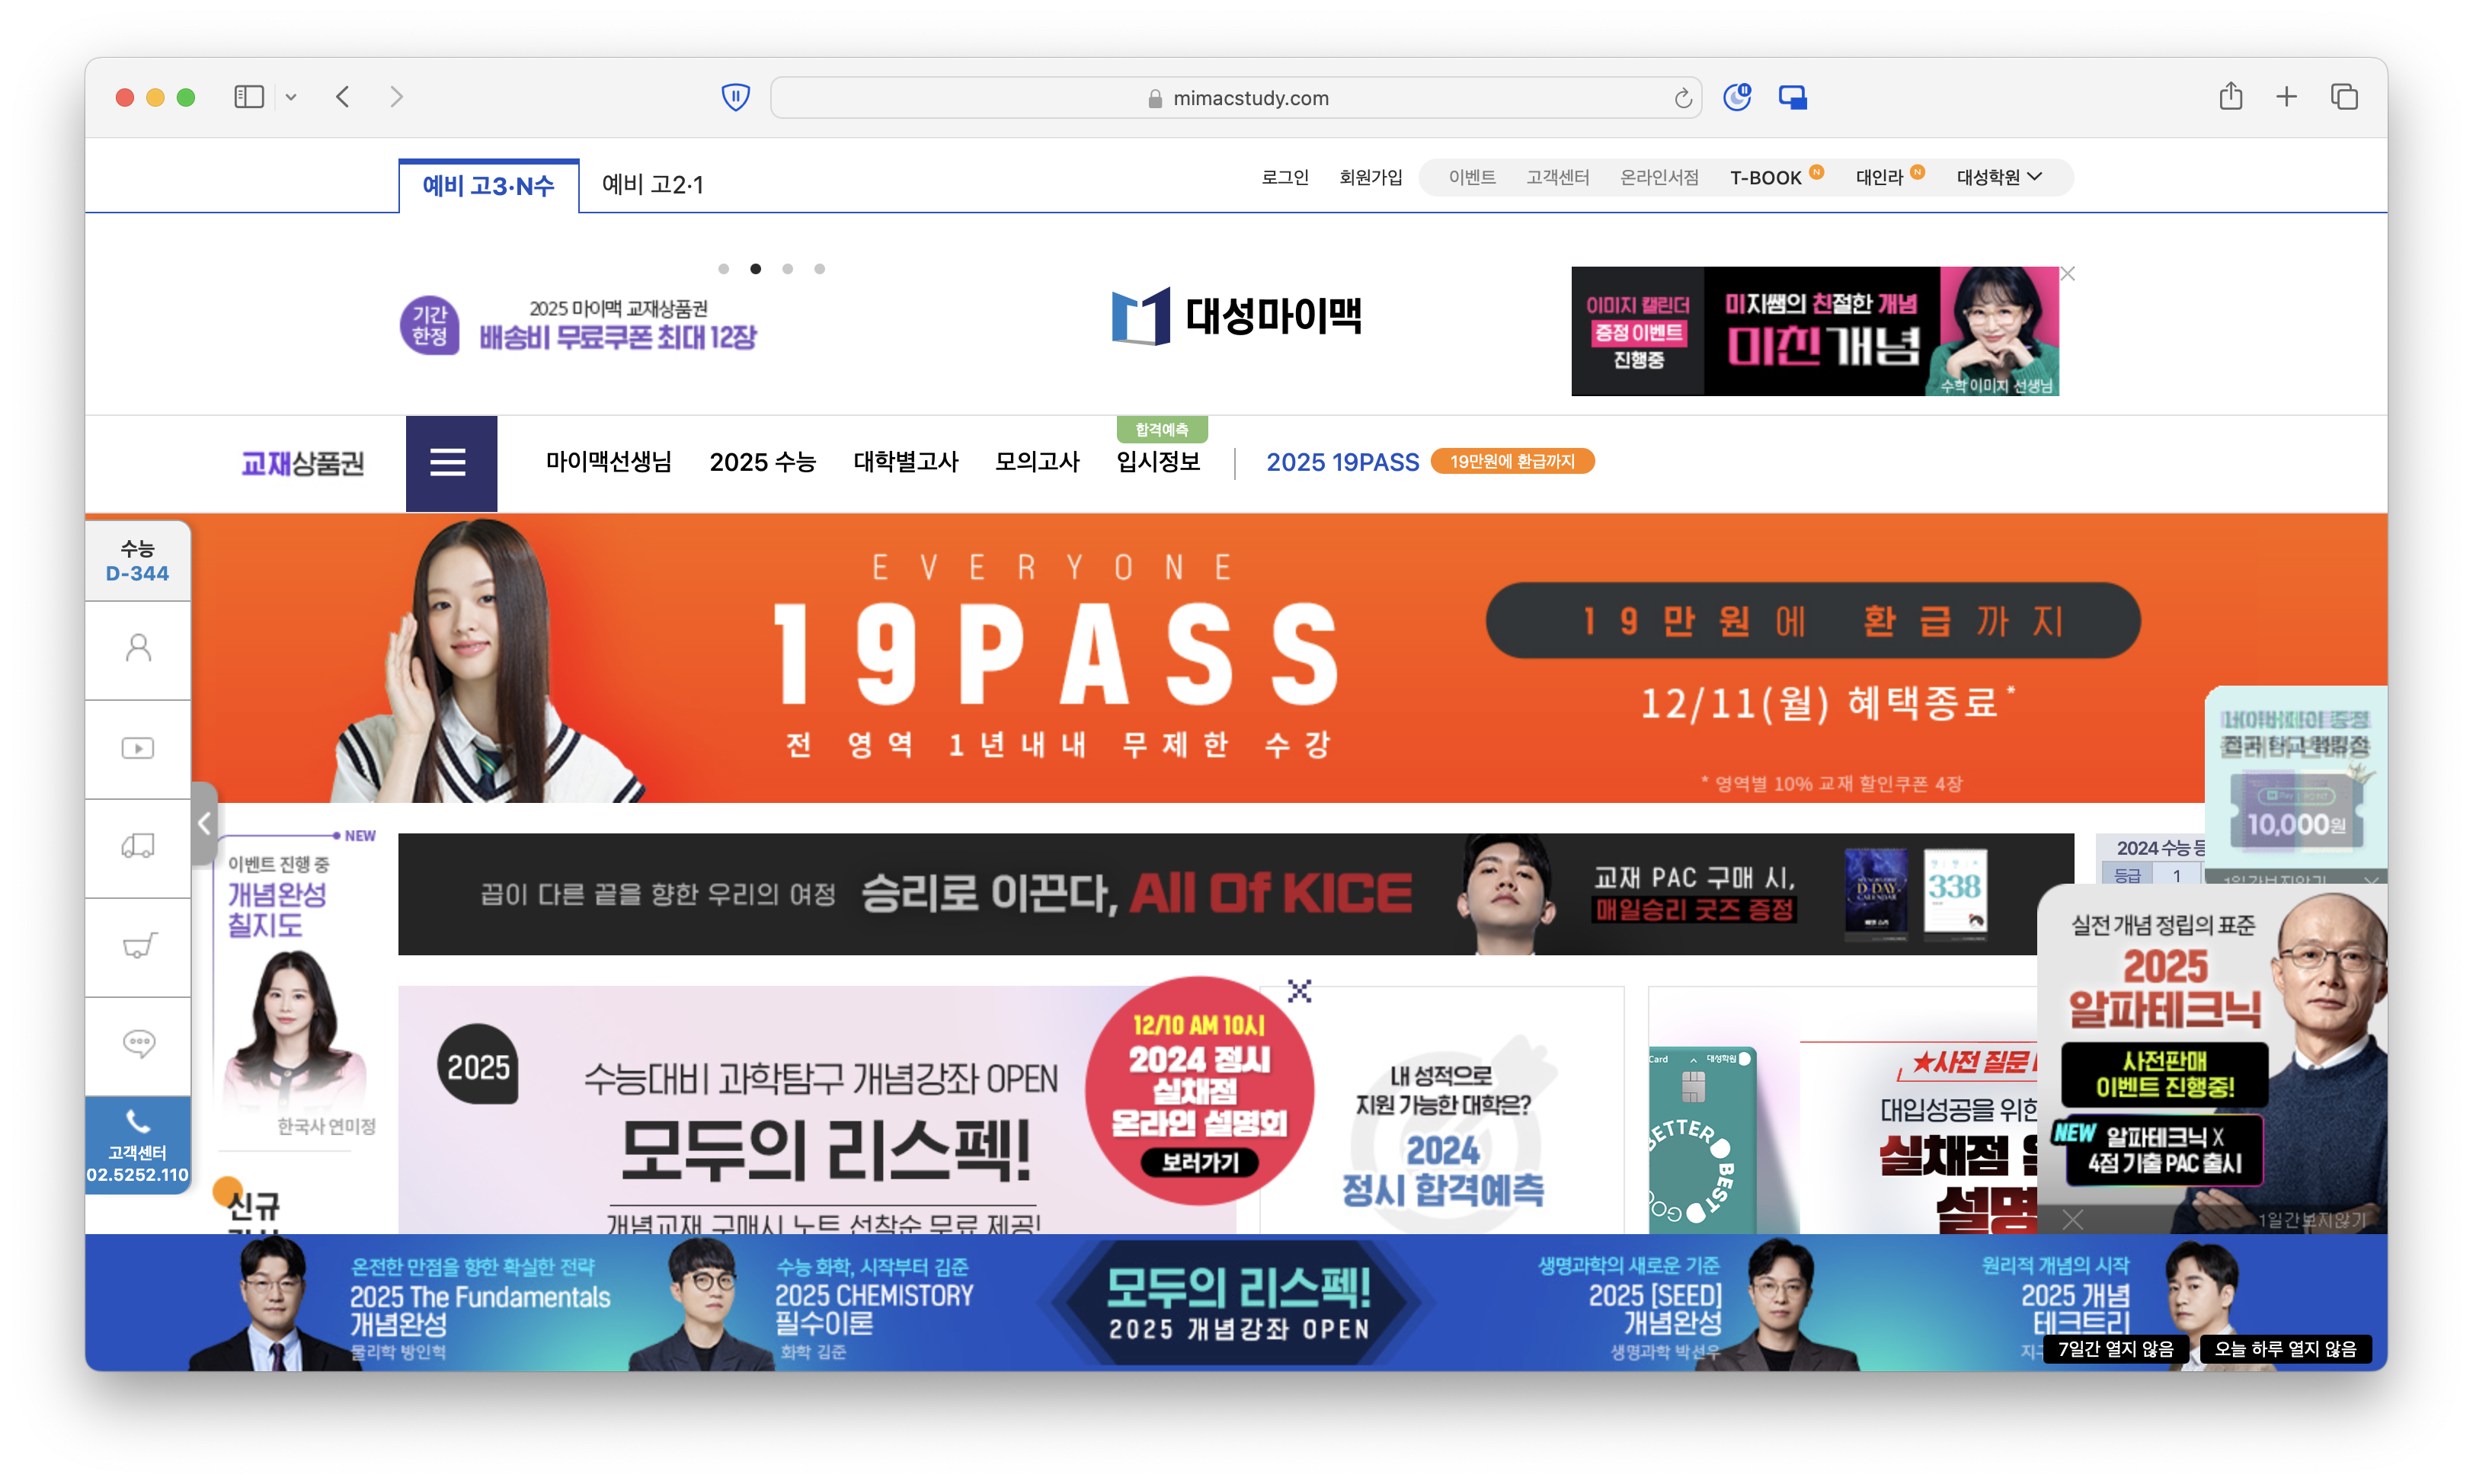 mimacstudy.com
예비 고3·N수
예비 고2·1
로그인
회원가입
이벤트
고객센터
온라인서점
T-BOOK N
대인라 N
대성학원
기간
한정
2025 마이맥 교재상품권
배송비 무료쿠폰 최대 12장
대성마이맥
이미지 캘린더
증정 이벤트
진행중
미지쌤의 친절한 개념
미친개념
수학 이미지 선생님
교재상품권
마이맥선생님
2025 수능
대학별고사
모의고사
합격예측
입시정보
2025 19PASS
19만원에 환급까지
수능
D-344
EVERYONE
19PASS
전 영역 1년내내 무제한 수강
19만원에 환급까지
12/11(월) 혜택종료*
* 영역별 10% 교재 할인쿠폰 4장
10,000원
NEW
이벤트 진행 중
개념완성
칠지도
한국사 연미정
신규
끕이 다른 끝을 향한 우리의 여정
승리로 이끈다, All Of KICE
교재 PAC 구매 시,
매일승리 굿즈 증정
D-DAY
CALENDAR
338
2024 수능 등
등급
1
1일간보지않기
2025
수능대비 과학탐구 개념강좌 OPEN
모두의 리스펙!
개념교재 구매시 노트 선착순 무료 제공!
12/10 AM 10시
2024 정시
실채점
온라인 설명회
보러가기
내 성적으로
지원 가능한 대학은?
2024
정시 합격예측
Card
대성학원
BETTER
BEST
GOO
★사전 질문
대입성공을 위한
실채점
설명
실전 개념 정립의 표준
2025
알파테크닉
사전판매
이벤트 진행중!
NEW 알파테크닉 X
4점 기출 PAC 출시
1일간보지않기
고객센터
02.5252.110
온전한 만점을 향한 확실한 전략
2025 The Fundamentals
개념완성
물리학 방인혁
수능 화학, 시작부터 김준
2025 CHEMISTORY
필수이론
화학 김준
모두의 리스펙!
2025 개념강좌 OPEN
생명과학의 새로운 기준
2025 [SEED]
개념완성
생명과학 박선우
원리적 개념의 시작
2025 개념
테크트리
지구
7일간 열지 않음
오늘 하루 열지 않음